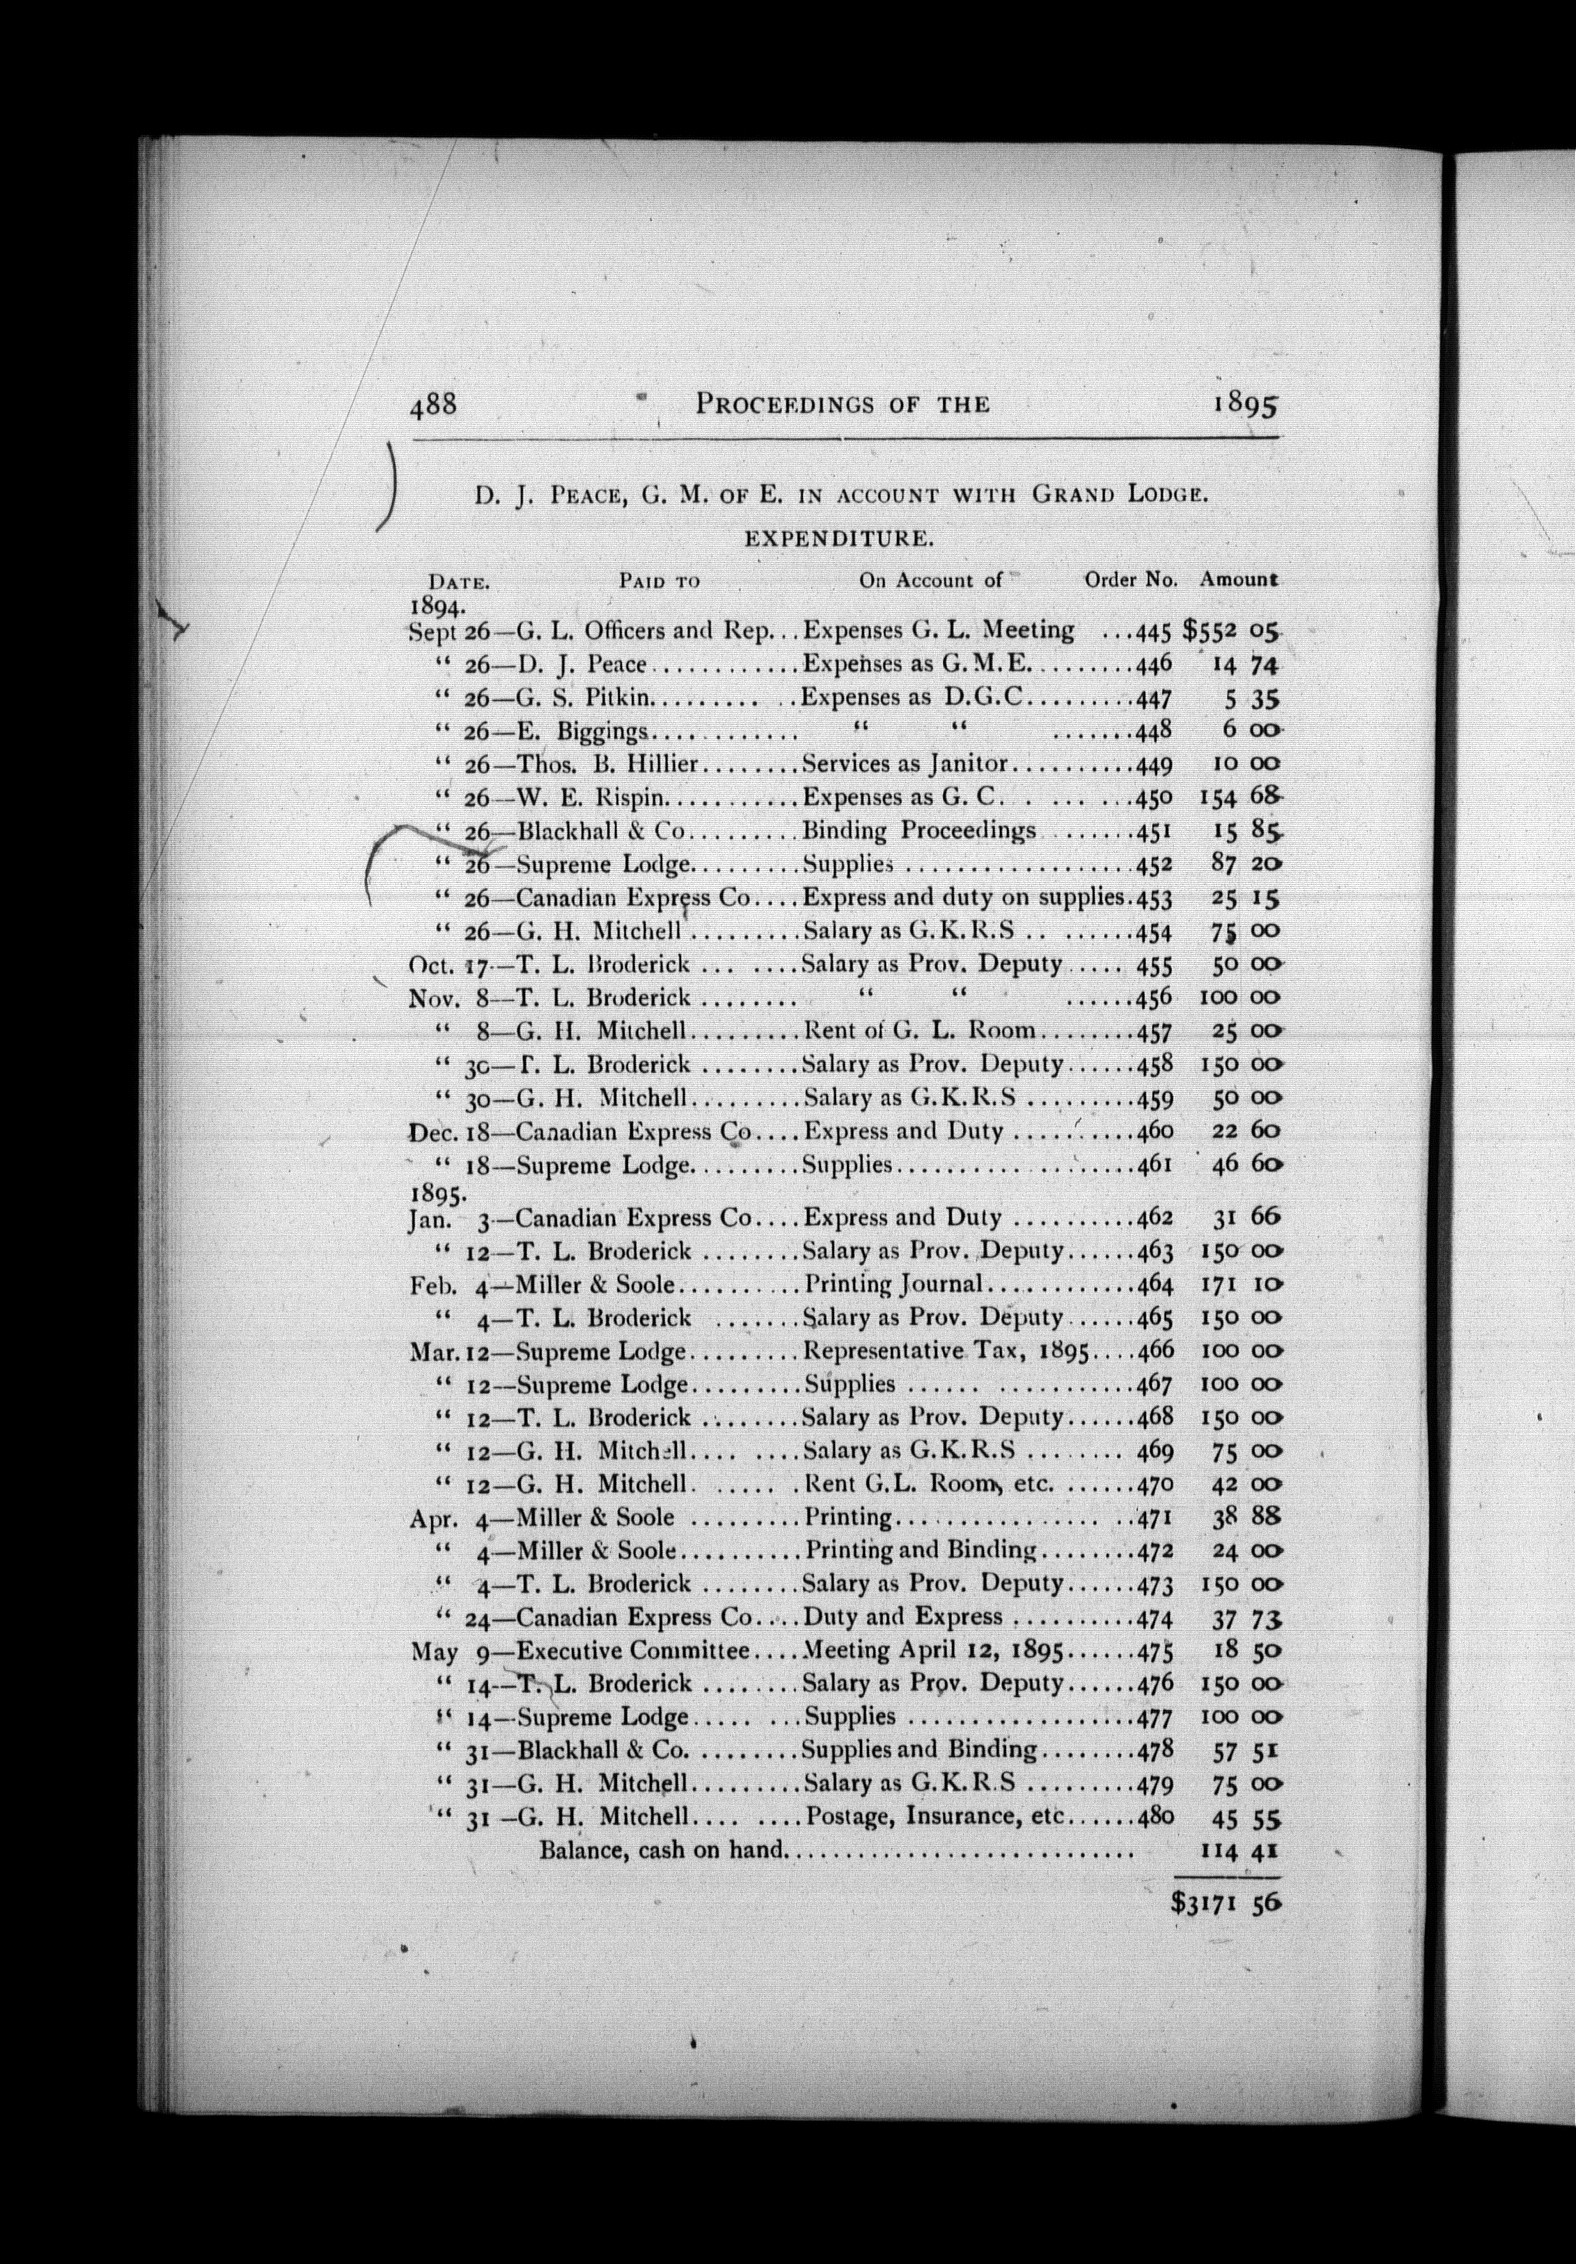 488 PROCEEDINGS OF THE 1895
D. J. PEACE, G. M. OF E. IN ACCOUNT WITH GRAND LODGE.
EXPENDITURE.
DATE. PAID TO On Account of Order No. Amount
1894.
Sept 26—G. L. Officers and Rep...Expenses G. L. Meeting ...445 $552 05
“ 26—D. J. Peace............Expenses as G.M.E.........446 14 74
“ 26—G. S. Pitkin......... ..Expenses as D.G.C.........447 5 35
“ 26—E. Biggings............ “ “ .......448 6 00
“ 26—Thos. B. Hillier........Services as Janitor..........449 10 00
“ 26—W. E. Rispin...........Expenses as G. C. . ... ...450 154 68
“ 26—Blackhall & Co.........Binding Proceedings .......451 15 85
“ 26—Supreme Lodge.........Supplies ..................452 87 20
“ 26—Canadian Express Co....Express and duty on supplies.453 25 15
“ 26—G. H. Mitchell .........Salary as G.K.R.S .. ......454 75 00
Oct. 17—T. L. Broderick ... ....Salary as Prov. Deputy ..... 455 50 00
Nov. 8—T. L. Broderick ........ “ “ ......456 100 00
“ 8—G. H. Mitchell.........Rent of G. L. Room........457 25 00
“ 30—T. L. Broderick ........Salary as Prov. Deputy......458 150 00
“ 30—G. H. Mitchell.........Salary as G.K.R.S .........459 50 00
Dec. 18—Canadian Express Co....Express and Duty ..........460 22 60
“ 18—Supreme Lodge.........Supplies...................461 46 60
1895.
Jan. 3—Canadian Express Co....Express and Duty ..........462 31 66
“ 12—T. L. Broderick ........Salary as Prov. Deputy......463 150 00
Feb. 4—Miller & Soole..........Printing Journal............464 171 10
“ 4—T. L. Broderick .......Salary as Prov. Deputy......465 150 00
Mar. 12—Supreme Lodge.........Representative Tax, 1895....466 100 00
“ 12—Supreme Lodge.........Supplies ...... ...........467 100 00
“ 12—T. L. Broderick ........Salary as Prov. Deputy......468 150 00
“ 12—G. H. Mitchell.... ....Salary as G.K.R.S ........ 469 75 00
“ 12—G. H. Mitchell. ...... .Rent G.L. Room, etc. .......470 42 00
Apr. 4—Miller & Soole .........Printing................ ..471 38 88
“ 4—Miller & Soole..........Printing and Binding........472 24 00
“ 4—T. L. Broderick ........Salary as Prov. Deputy......473 150 00
“ 24—Canadian Express Co....Duty and Express ..........474 37 73
May 9—Executive Committee....Meeting April 12, 1895......475 18 50
“ 14—T. L. Broderick ........Salary as Prov. Deputy......476 150 00
“ 14—Supreme Lodge..... ...Supplies ..................477 100 00
“ 31—Blackhall & Co. ........Supplies and Binding........478 57 51
“ 31—G. H. Mitchell.........Salary as G.K.R.S .........479 75 00
“ 31—G. H. Mitchell.... ....Postage, Insurance, etc......480 45 55
Balance, cash on hand............................ 114 41
$3171 56